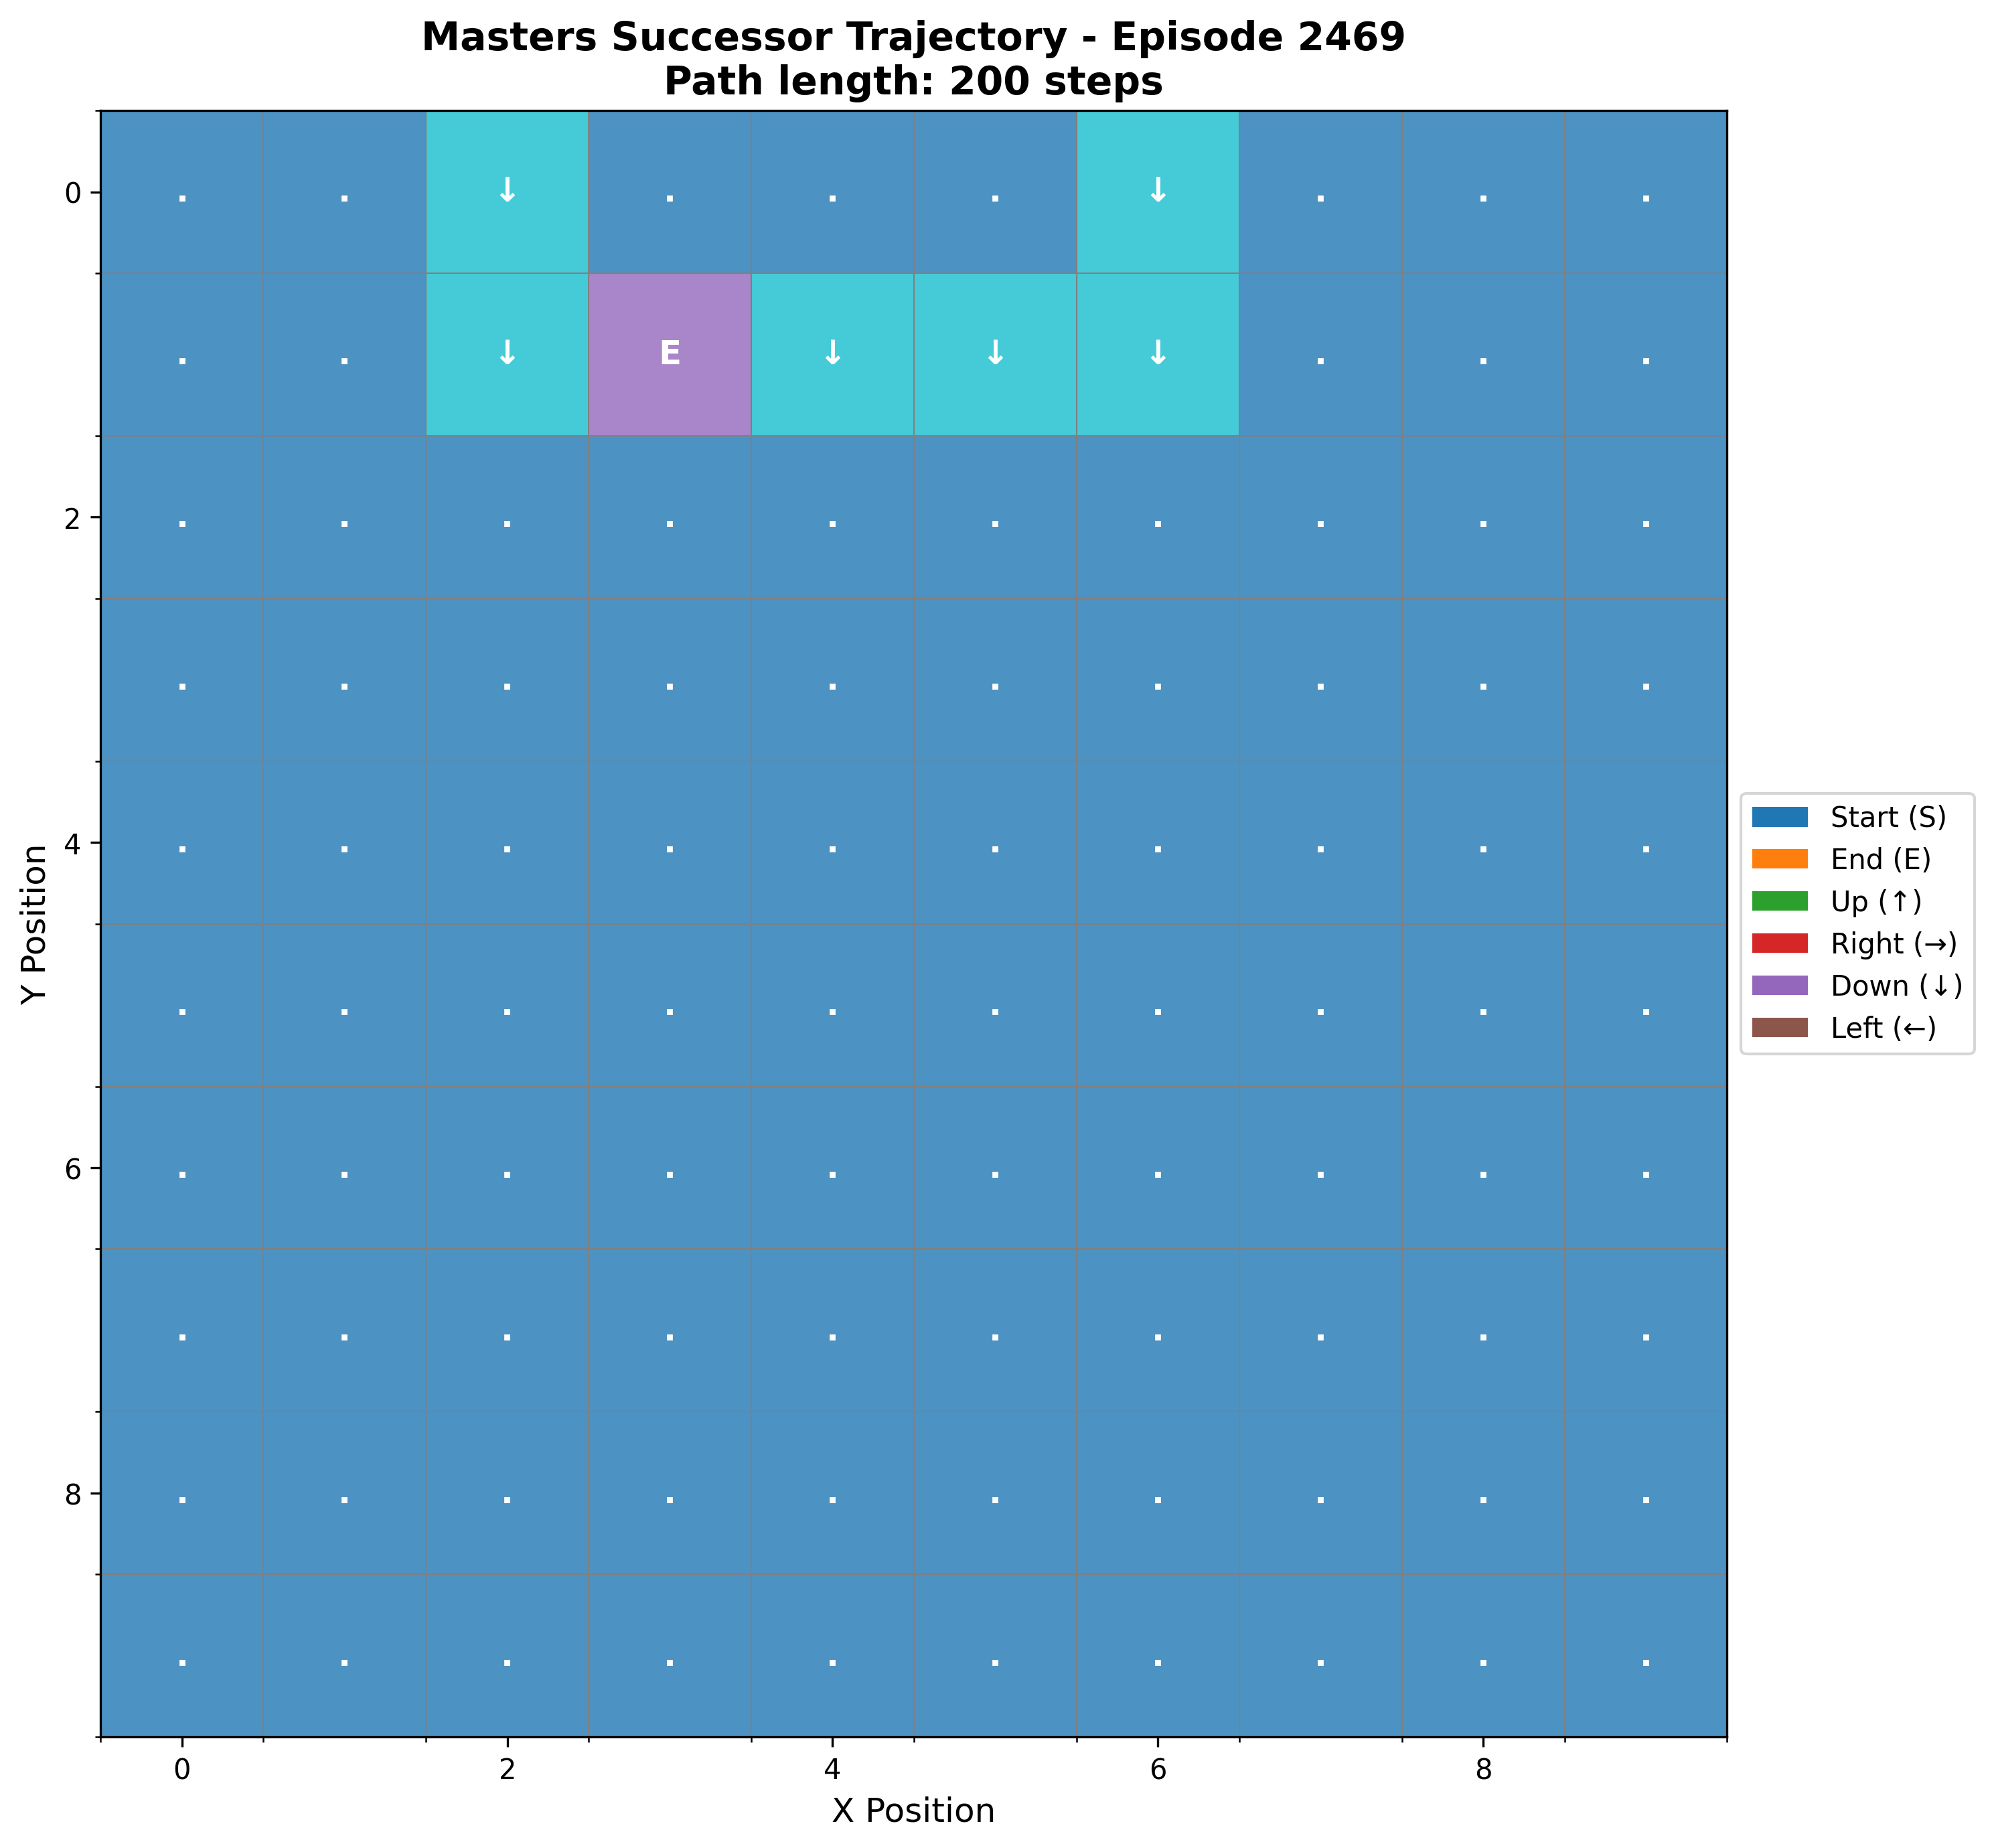 Masters Successor Trajectory - Episode 2469
Path length: 200 steps
0 . . ↓ . . . ↓ . . .
. . ↓ E ↓ ↓ ↓ . . .
2 . . . . . . . . . .
. . . . . . . . . .
4 . . . . . . . . . .
. . . . . . . . . .
6 . . . . . . . . . .
. . . . . . . . . .
8 . . . . . . . . . .
. . . . . . . . . .
0 2 4 6 8
X Position
Y Position
Start (S)
End (E)
Up (↑)
Right (→)
Down (↓)
Left (←)